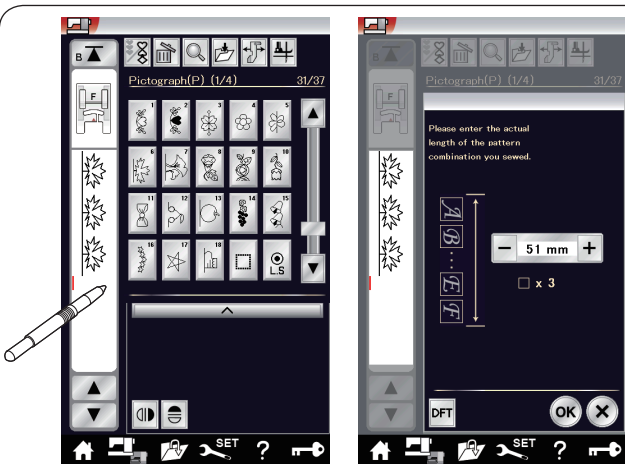 B
Pictograph(P) (1/4) 31/37
F
1 2 3 4 5
6 7 8 9 10
11 12 13 14 15
16 17 18
L.S
SET
?
B
Pictograph(P) (1/4) 31/37
F
Please enter the actual
length of the pattern
combination you sewed.
A
B
E
F
− 51 mm +
x 3
DFT OK X
SET
?